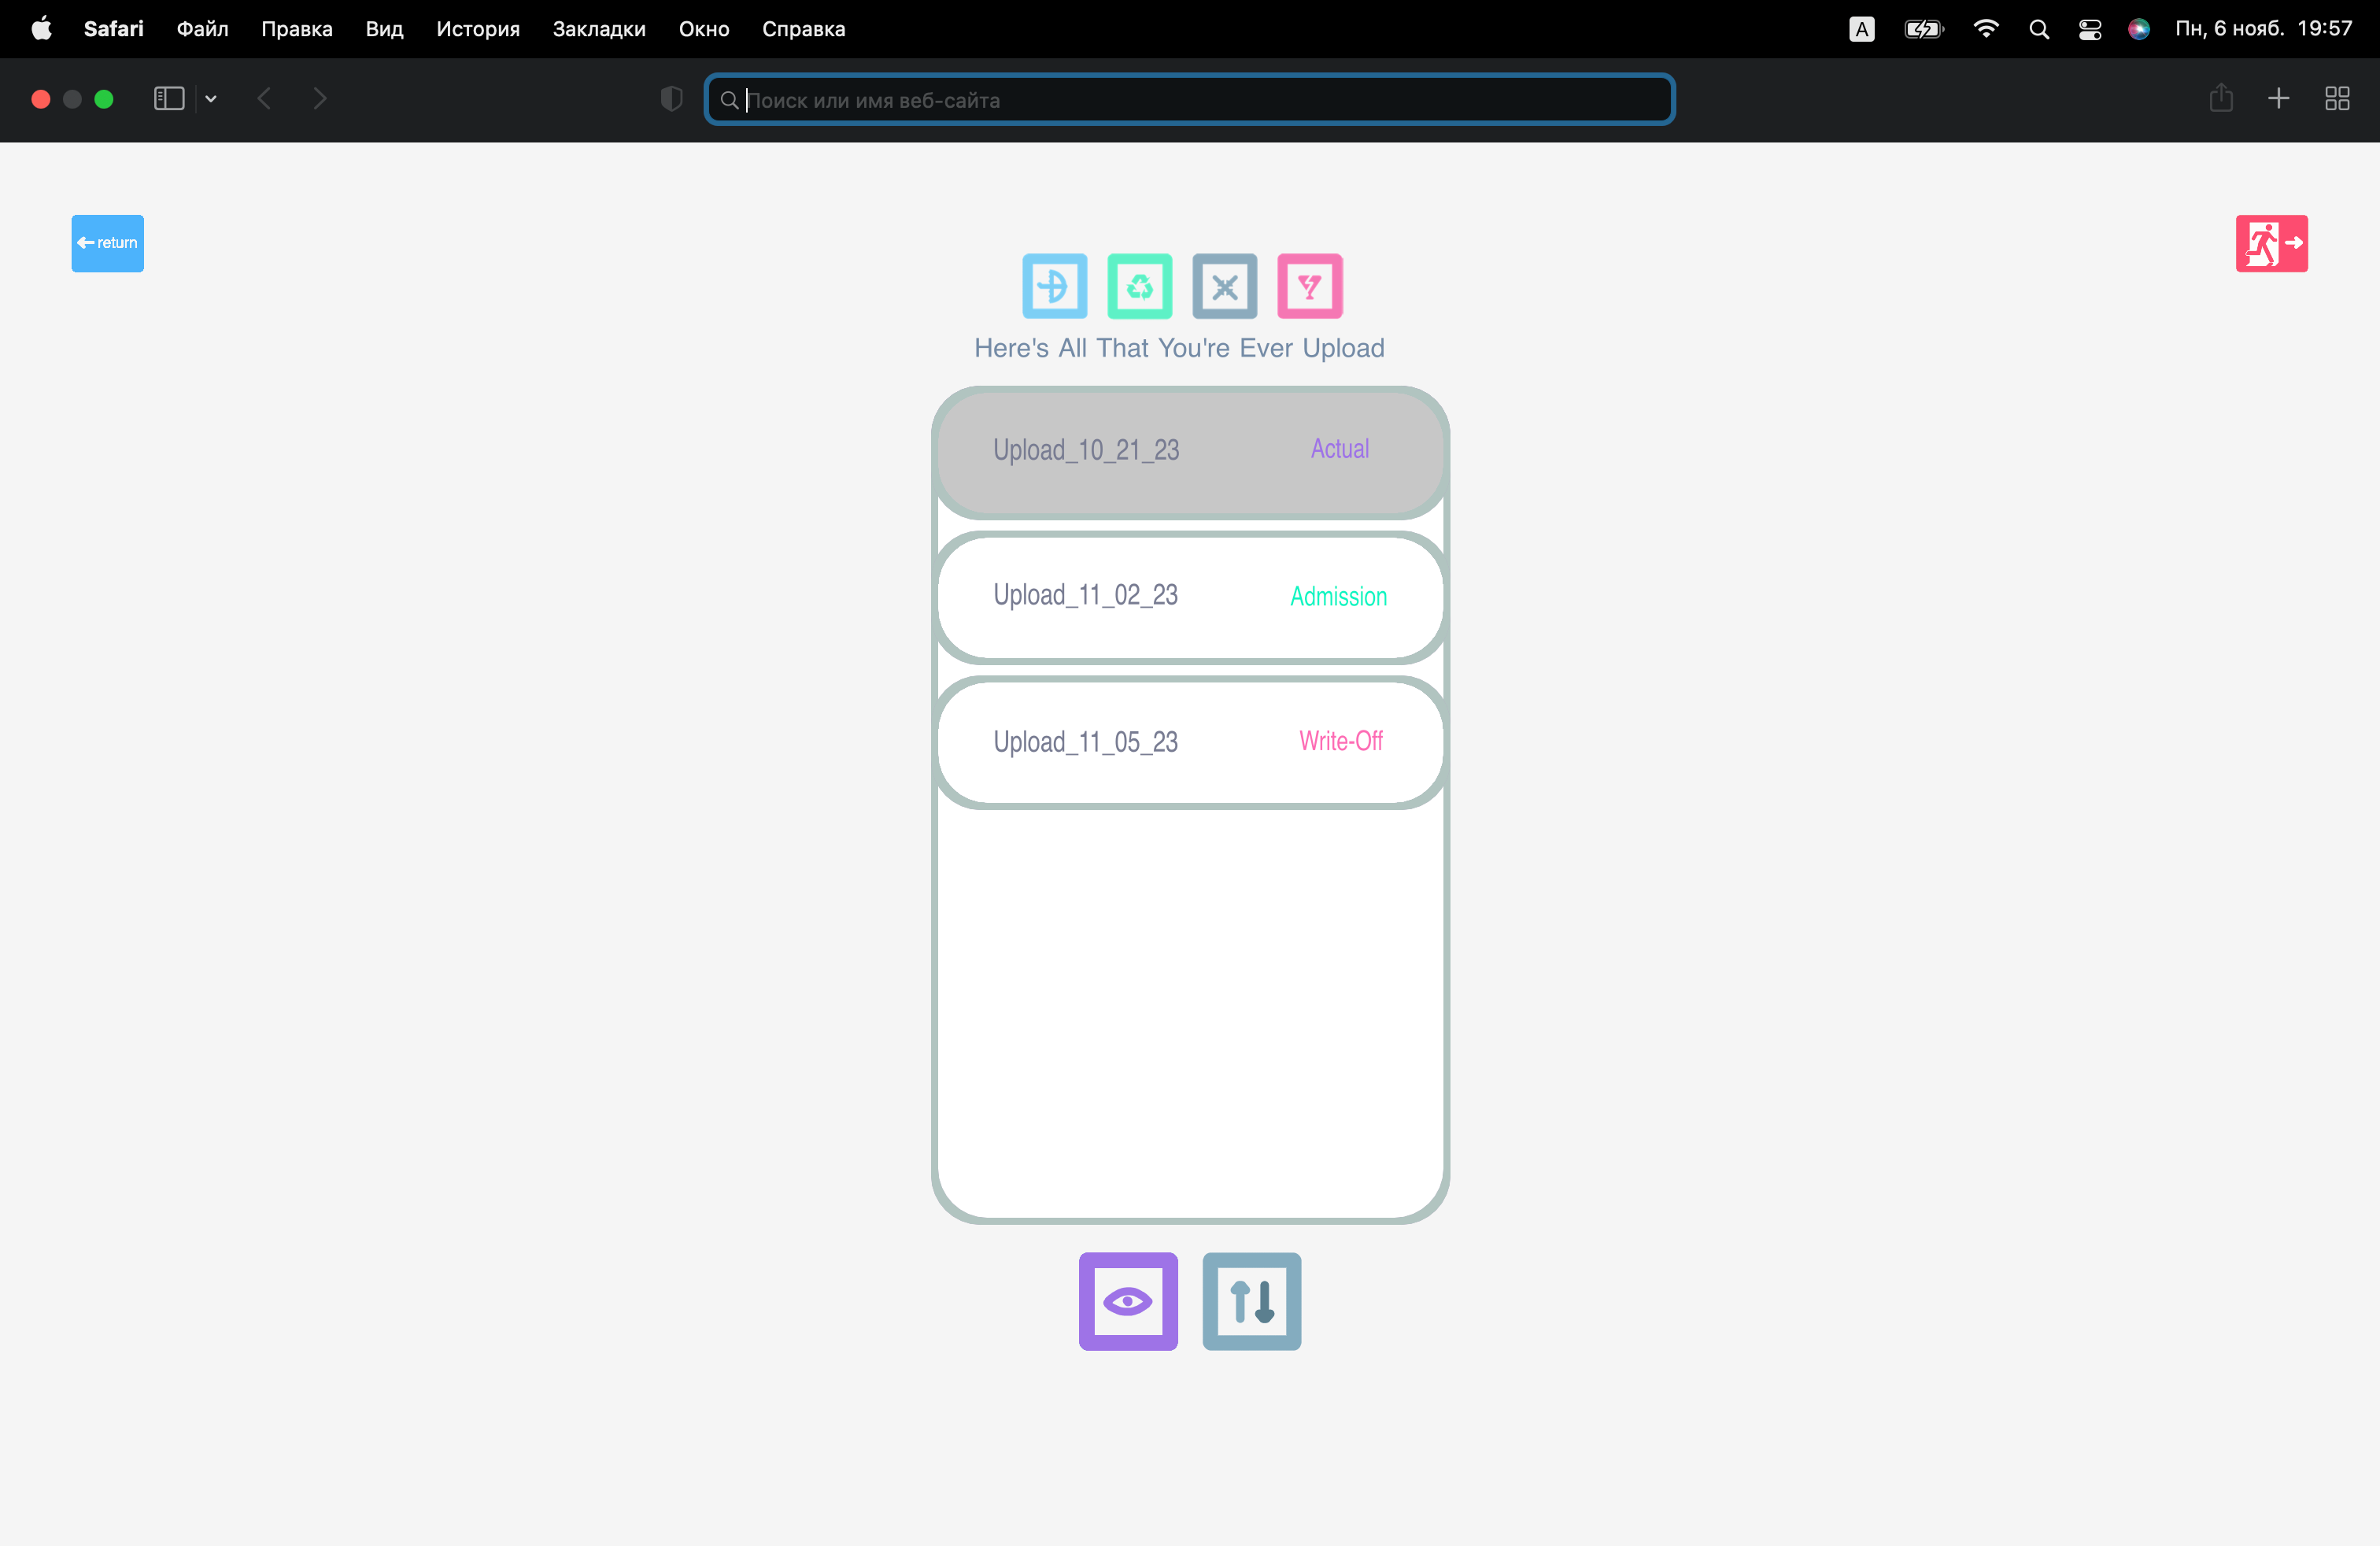 Safari Файл Правка Вид История Закладки Окно Справка A Пн, 6 нояб. 19:57
Поиск или имя веб-сайта
return
Here's All That You're Ever Upload
Upload_10_21_23 Actual
Upload_11_02_23 Admission
Upload_11_05_23 Write-Off